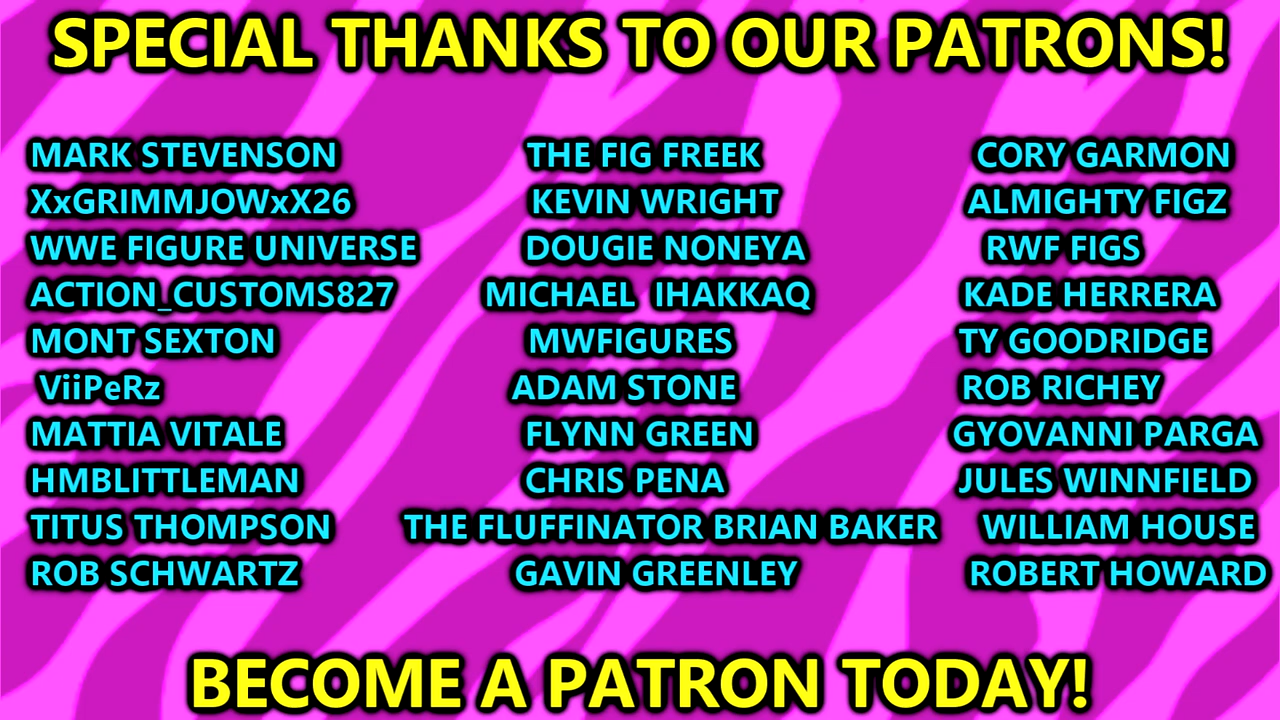 SPECIAL THANKS TO OUR PATRONS!
MARK STEVENSON THE FIG FREEK CORY GARMON
XxGRIMMJOWxX26 KEVIN WRIGHT ALMIGHTY FIGZ
WWE FIGURE UNIVERSE DOUGIE NONEYA RWF FIGS
ACTION_CUSTOMS827 MICHAEL IHAKKAQ KADE HERRERA
MONT SEXTON MWFIGURES TY GOODRIDGE
ViiPeRz ADAM STONE ROB RICHEY
MATTIA VITALE FLYNN GREEN GYOVANNI PARGA
HMBLITTLEMAN CHRIS PENA JULES WINNFIELD
TITUS THOMPSON THE FLUFFINATOR BRIAN BAKER WILLIAM HOUSE
ROB SCHWARTZ GAVIN GREENLEY ROBERT HOWARD
BECOME A PATRON TODAY!